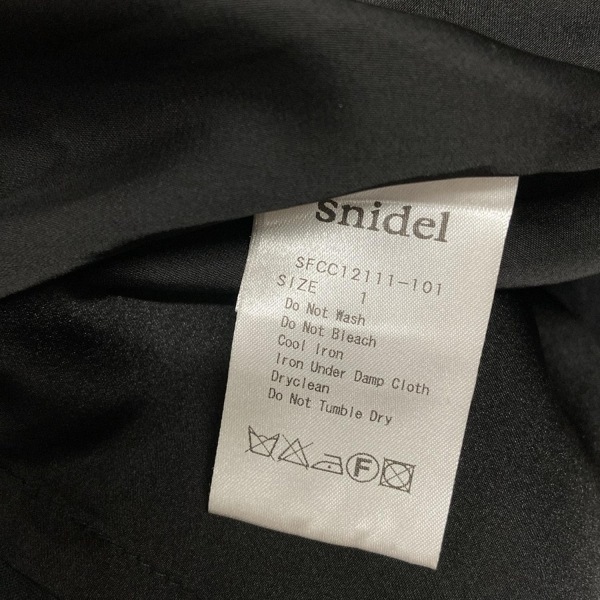 Snidel
SFCC12111-101
SIZE 1
Do Not Wash
Do Not Bleach
Cool Iron
Iron Under Damp Cloth
Dryclean
Do Not Tumble Dry
F